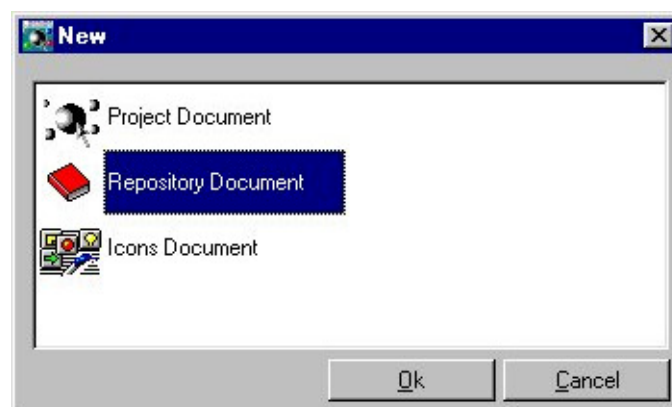 New
Project Document
Repository Document
Icons Document
Ok
Cancel